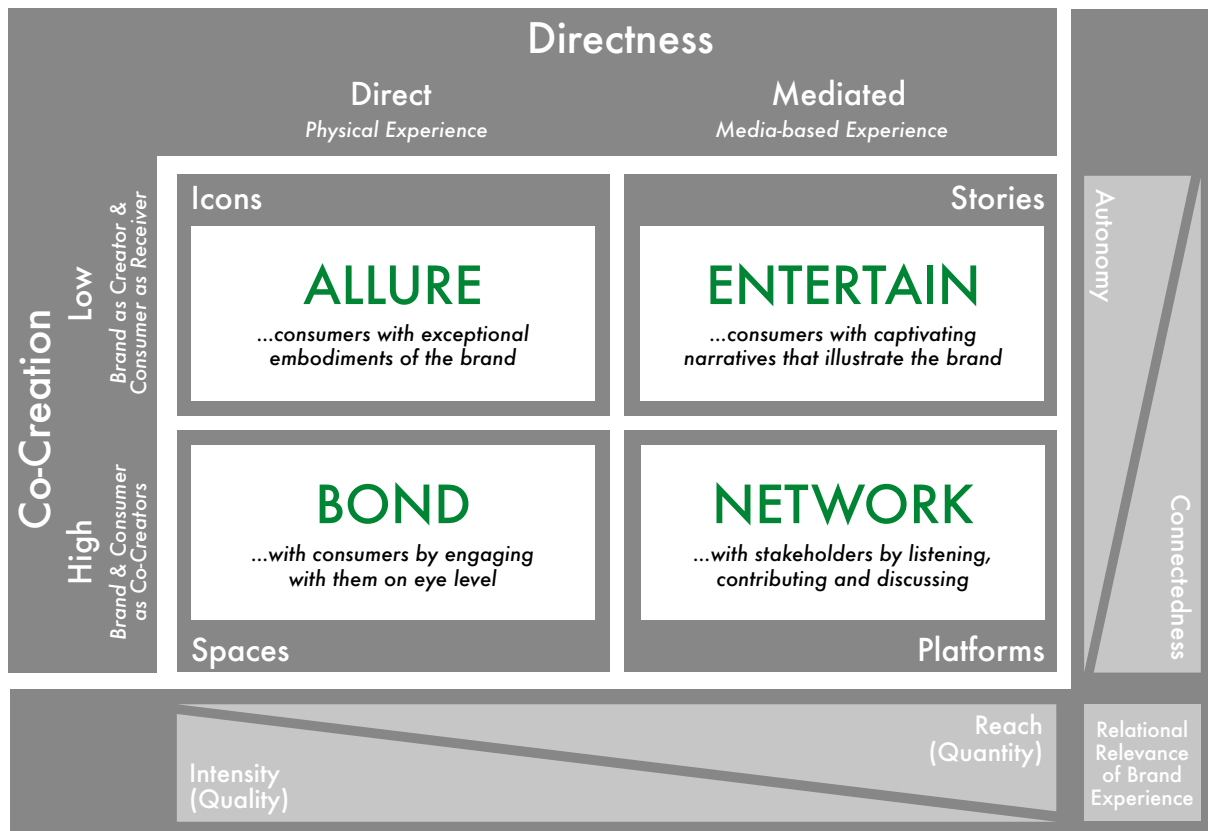 Directness
Direct
Physical Experience
Mediated
Media-based Experience
Co-Creation
Low
Brand as Creator &
Consumer as Receiver
High
Brand & Consumer
as Co-Creators
Icons
ALLURE
...consumers with exceptional
embodiments of the brand
Stories
ENTERTAIN
...consumers with captivating
narratives that illustrate the brand
BOND
...with consumers by engaging
with them on eye level
Spaces
NETWORK
...with stakeholders by listening,
contributing and discussing
Platforms
Autonomy
Connectedness
Intensity
(Quality)
Reach
(Quantity)
Relational
Relevance
of Brand
Experience